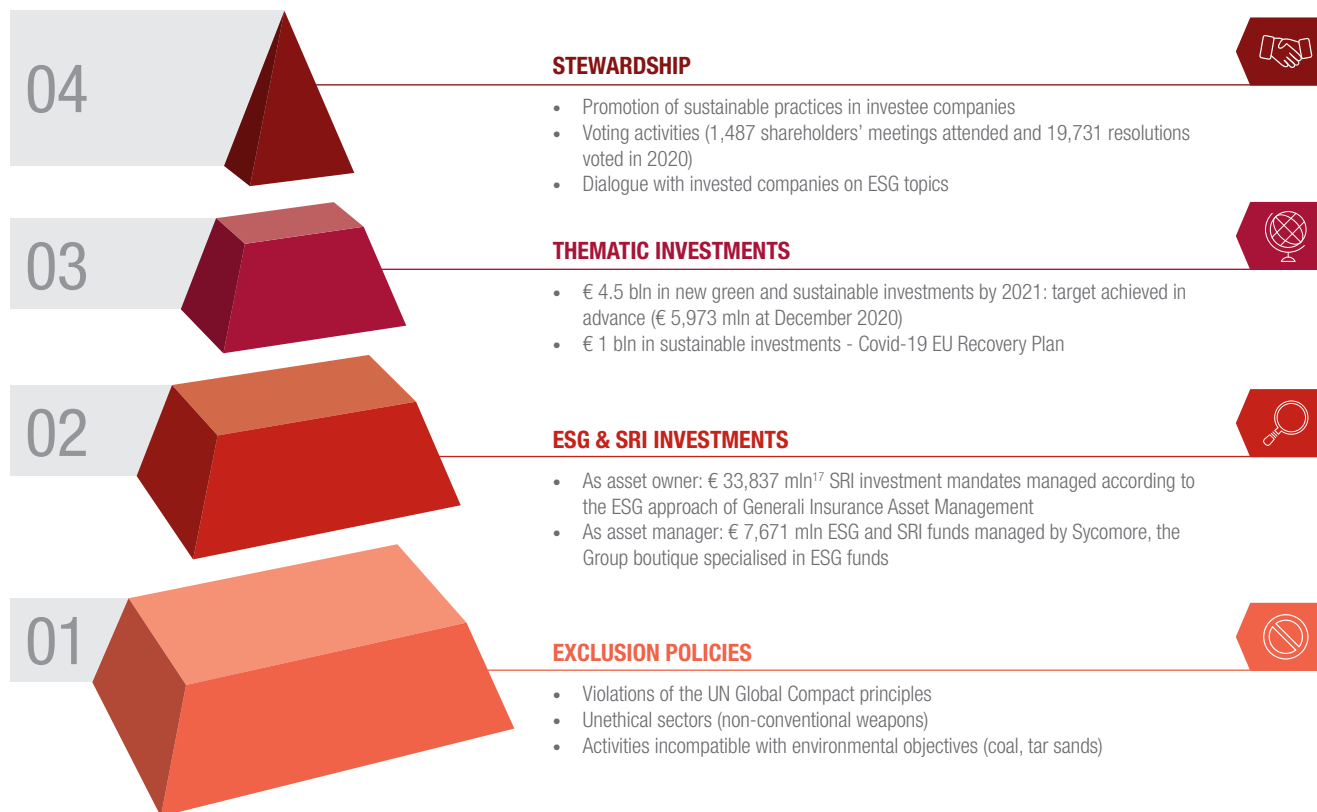 04
STEWARDSHIP
• Promotion of sustainable practices in investee companies
• Voting activities (1,487 shareholders’ meetings attended and 19,731 resolutions
voted in 2020)
• Dialogue with invested companies on ESG topics
03
THEMATIC INVESTMENTS
• € 4.5 bln in new green and sustainable investments by 2021: target achieved in
advance (€ 5,973 mln at December 2020)
• € 1 bln in sustainable investments - Covid-19 EU Recovery Plan
02
ESG & SRI INVESTMENTS
• As asset owner: € 33,837 mln¹⁷ SRI investment mandates managed according to
the ESG approach of Generali Insurance Asset Management
• As asset manager: € 7,671 mln ESG and SRI funds managed by Sycomore, the
Group boutique specialised in ESG funds
01
EXCLUSION POLICIES
• Violations of the UN Global Compact principles
• Unethical sectors (non-conventional weapons)
• Activities incompatible with environmental objectives (coal, tar sands)